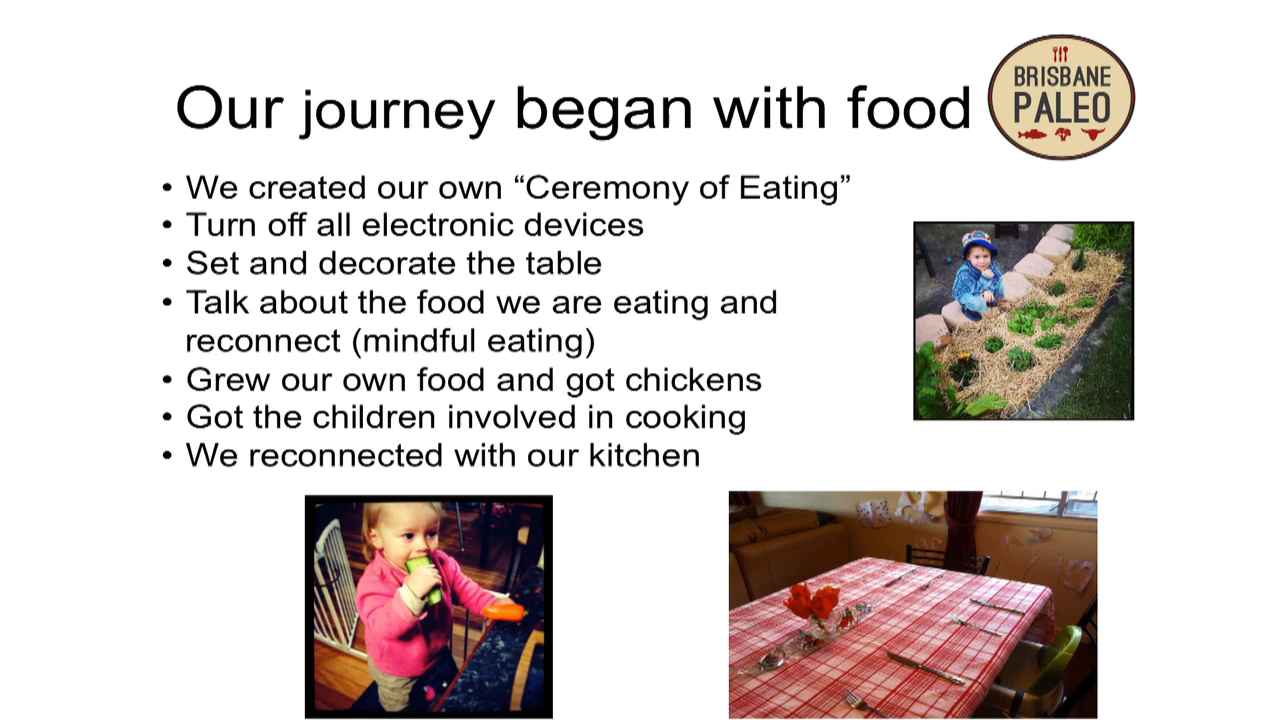 Our journey began with food
BRISBANE
PALEO
• We created our own “Ceremony of Eating”
• Turn off all electronic devices
• Set and decorate the table
• Talk about the food we are eating and
reconnect (mindful eating)
• Grew our own food and got chickens
• Got the children involved in cooking
• We reconnected with our kitchen